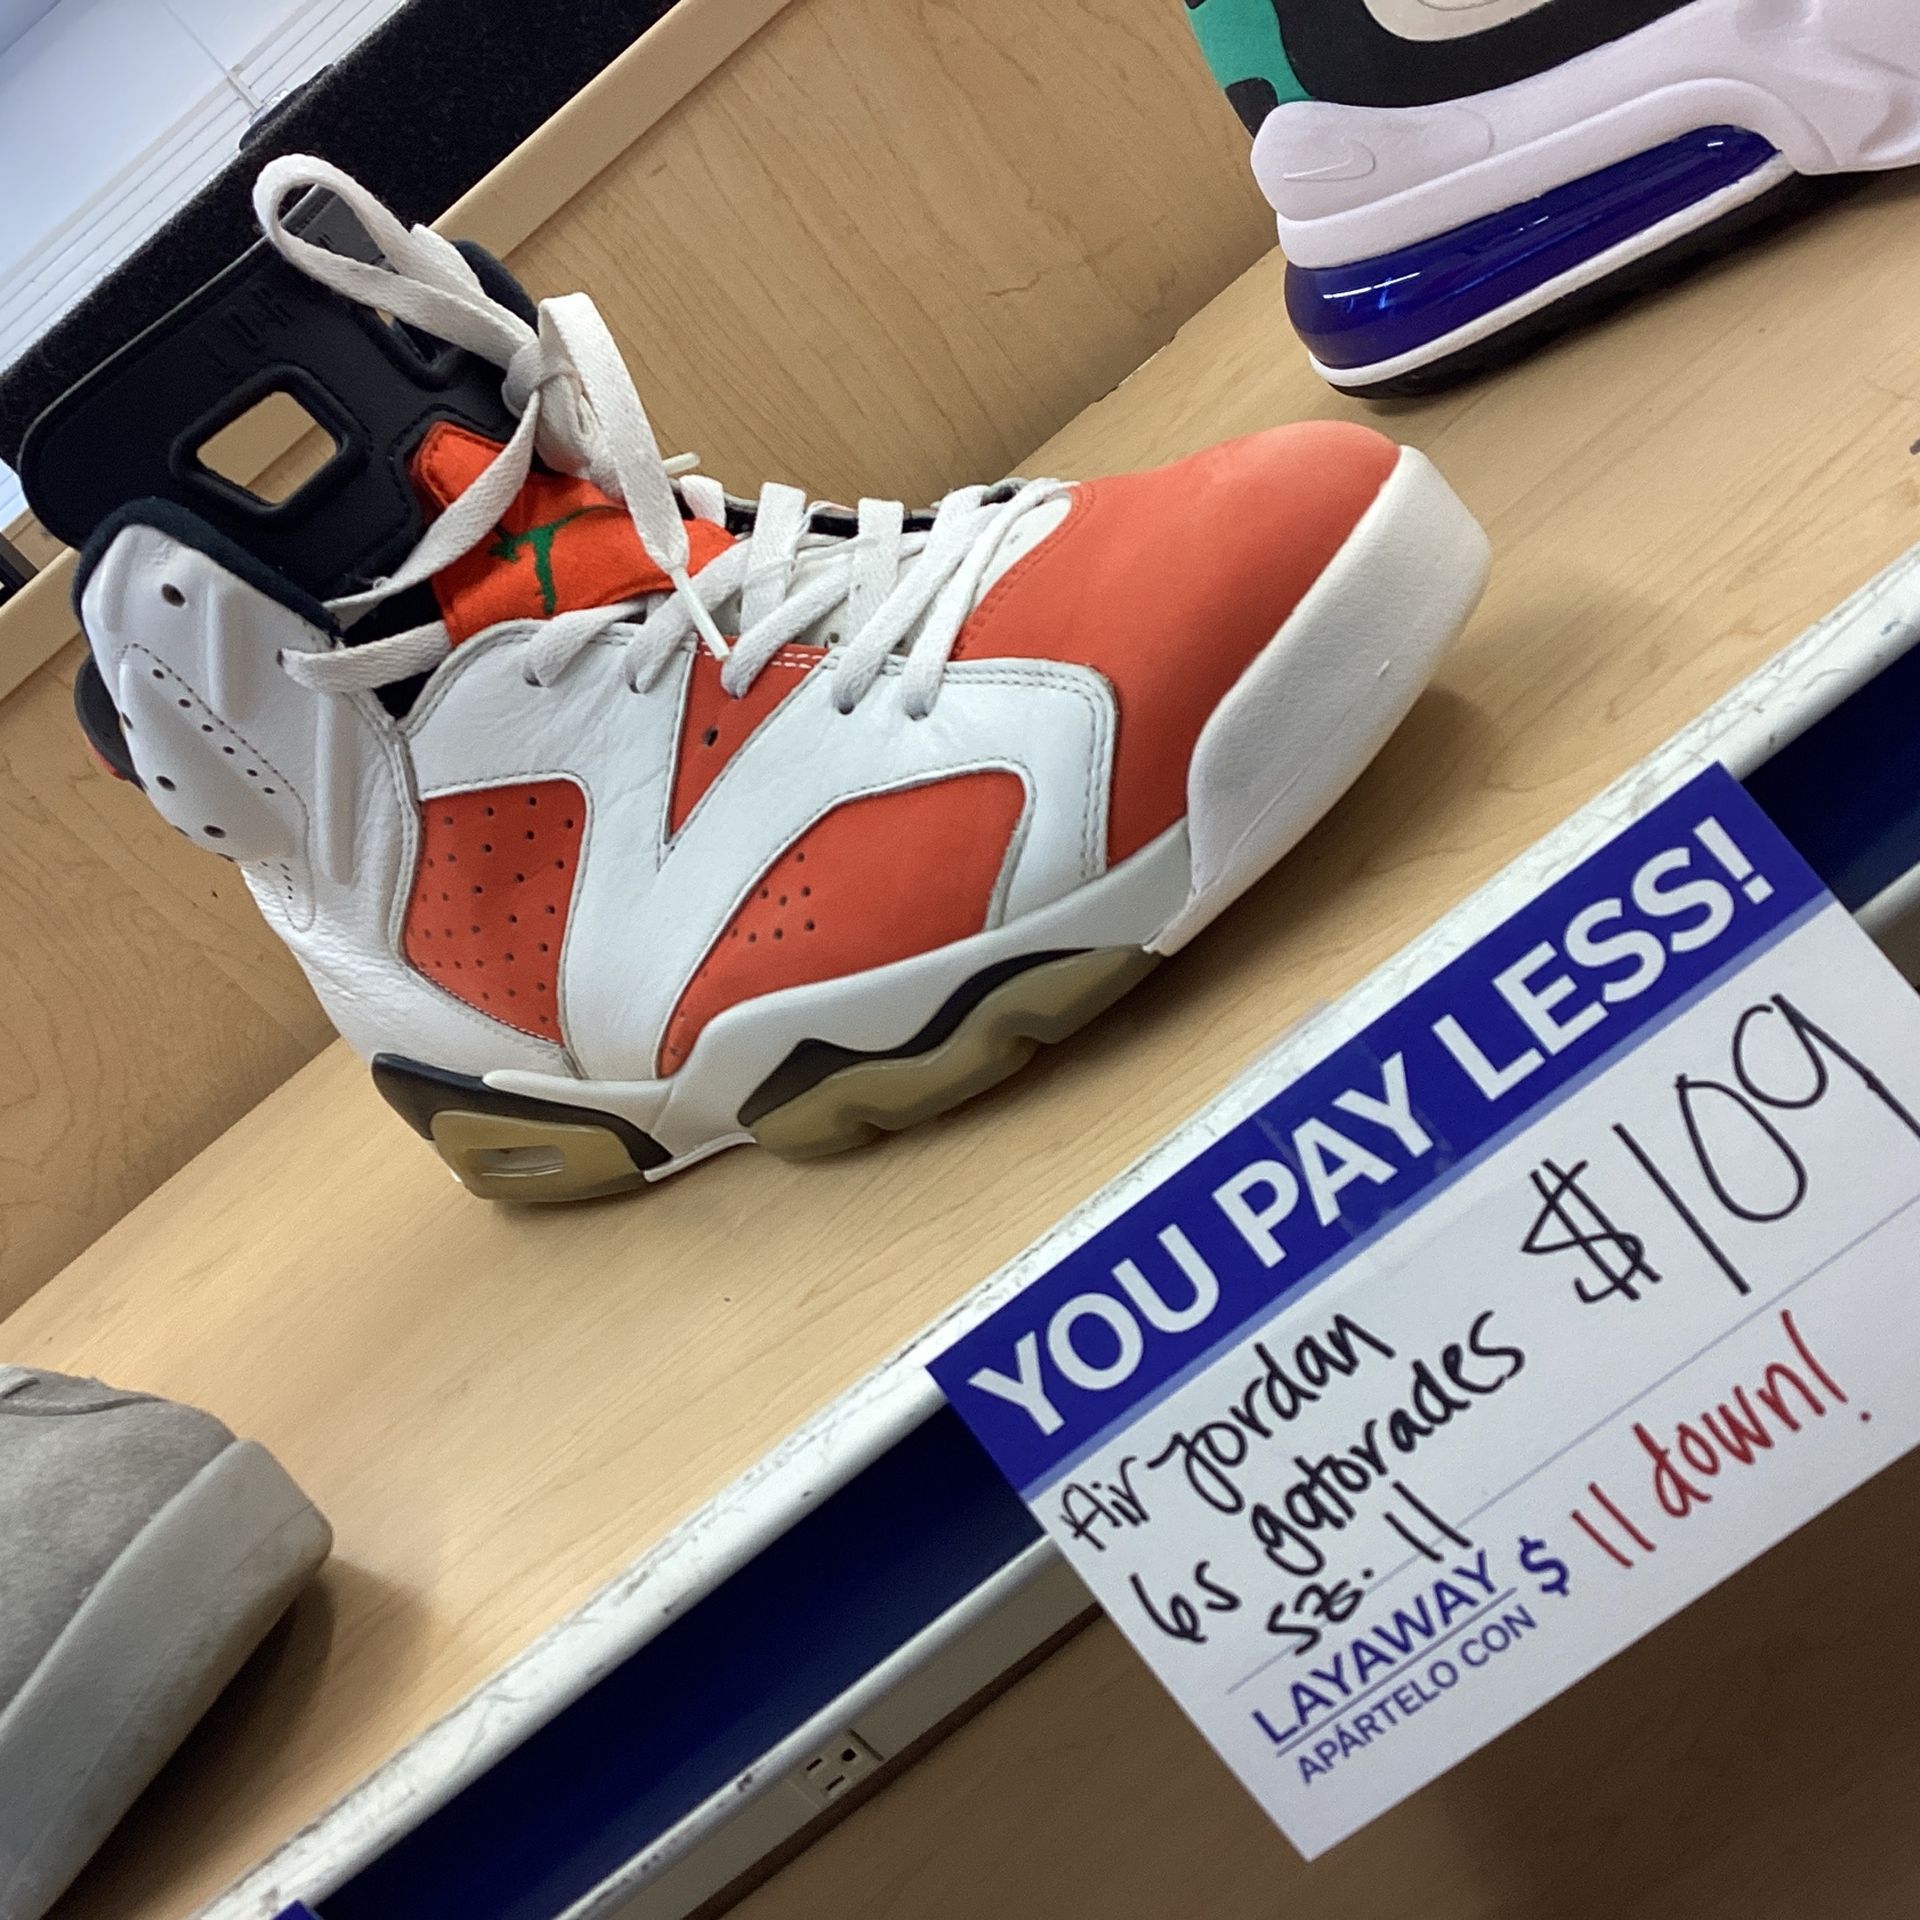 YOU PAY LESS!
Air Jordan
6s gatorades
sz. 11
$109
LAYAWAY $ 11 down!
APÁRTELO CON